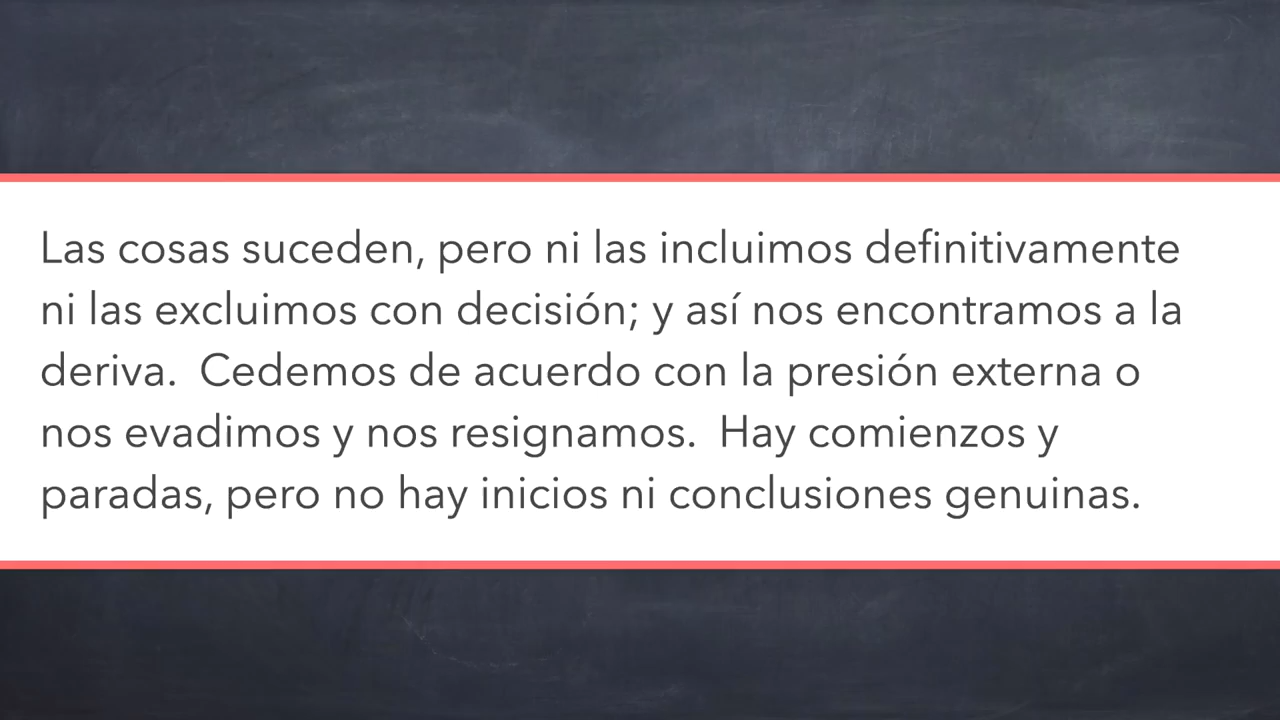 Las cosas suceden, pero ni las incluimos definitivamente
ni las excluimos con decisión; y así nos encontramos a la
deriva.  Cedemos de acuerdo con la presión externa o
nos evadimos y nos resignamos.  Hay comienzos y
paradas, pero no hay inicios ni conclusiones genuinas.